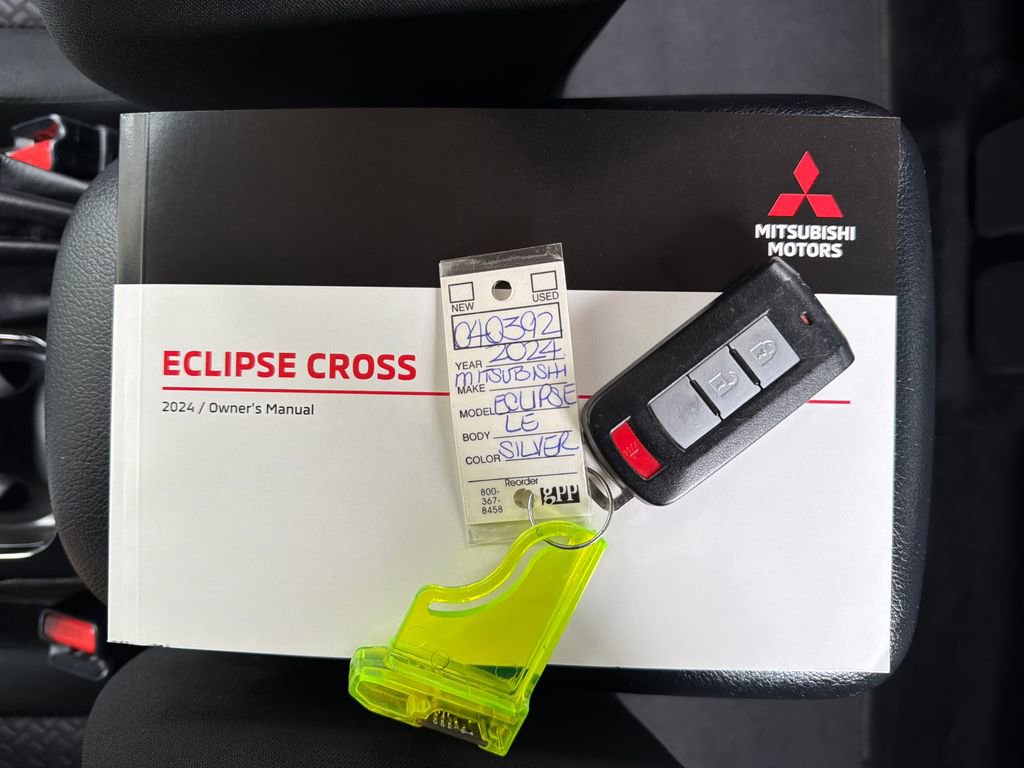 MITSUBISHI
MOTORS
ECLIPSE CROSS
2024 / Owner's Manual
NEW USED
040392
YEAR 2024
MAKE MITSUBISHI
MODEL ECLIPSE
BODY LE
COLOR SILVER
Reorder
800-
367-
8458
gpp